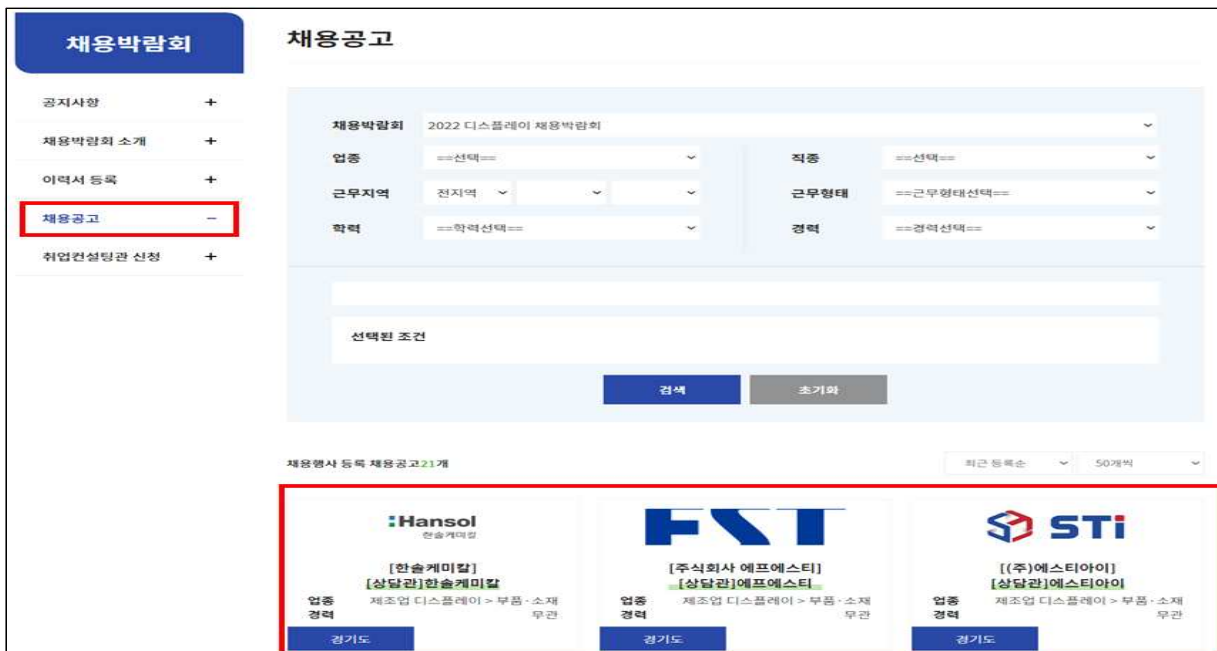 채용박람회
공지사항 +
채용박람회 소개 +
이력서 등록 +
채용공고 -
취업컨설팅관 신청 +
채용공고
채용박람회 2022 디스플레이 채용박람회
업종 ==선택== 직종 ==선택==
근무지역 전지역 근무형태 ==근무형태선택==
학력 ==학력선택== 경력 ==경력선택==
선택된 조건
검색 초기화
채용행사 등록 채용공고21개 최근 등록순 50개씩
Hansol
한솔케미칼
[한솔케미칼]
[상담관]한솔케미칼
업종 제조업 디스플레이 > 부품·소재
경력 무관
경기도
FST
[주식회사 에프에스티]
[상담관]에프에스티
업종 제조업 디스플레이 > 부품·소재
경력 무관
경기도
STi
[(주)에스티아이]
[상담관]에스티아이
업종 제조업 디스플레이 > 부품·소재
경력 무관
경기도